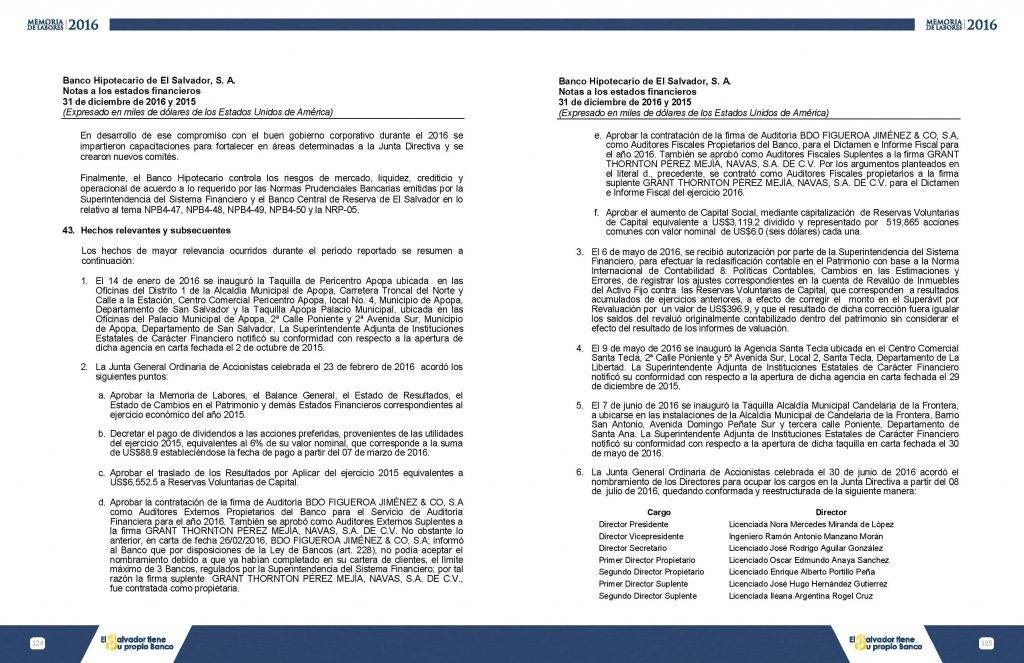 MEMORIA
DE LABORES 2016
Banco Hipotecario de El Salvador, S. A.
Notas a los estados financieros
31 de diciembre de 2016 y 2015
(Expresado en miles de dólares de los Estados Unidos de América)
En desarrollo de ese compromiso con el buen gobierno corporativo durante el 2016 se
impartieron capacitaciones para fortalecer en áreas determinadas a la Junta Directiva y se
crearon nuevos comités.
Finalmente, el Banco Hipotecario controla los riesgos de mercado, liquidez, crediticio y
operacional de acuerdo a lo requerido por las Normas Prudenciales Bancarias emitidas por la
Superintendencia del Sistema Financiero y el Banco Central de Reserva de El Salvador en lo
relativo al tema NPB4-47, NPB4-48, NPB4-49, NPB4-50 y la NRP-05.
43. Hechos relevantes y subsecuentes
Los hechos de mayor relevancia ocurridos durante el periodo reportado se resumen a
continuación:
1. El 14 de enero de 2016 se inauguró la Taquilla de Pericentro Apopa ubicada en las
Oficinas del Distrito 1 de la Alcaldía Municipal de Apopa, Carretera Troncal del Norte y
Calle a la Estación, Centro Comercial Pericentro Apopa, local No. 4, Municipio de Apopa,
Departamento de San Salvador y la Taquilla Apopa Palacio Municipal, ubicada en las
Oficinas del Palacio Municipal de Apopa, 2ª Calle Poniente y 2ª Avenida Sur, Municipio
de Apopa, Departamento de San Salvador. La Superintendencia Adjunta de Instituciones
Estatales de Carácter Financiero notificó su conformidad con respecto a la apertura de
dicha agencia en carta fechada el 2 de octubre de 2015.
2. La Junta General Ordinaria de Accionistas celebrada el 23 de febrero de 2016 acordó los
siguientes puntos:
a. Aprobar la Memoria de Labores, el Balance General, el Estado de Resultados, el
Estado de Cambios en el Patrimonio y demás Estados Financieros correspondientes al
ejercicio económico del año 2015.
b. Decretar el pago de dividendos a las acciones preferidas, provenientes de las utilidades
del ejercicio 2015, equivalentes al 6% de su valor nominal, que corresponde a la suma
de US$88.9 estableciéndose la fecha de pago a partir del 07 de marzo de 2016.
c. Aprobar el traslado de los Resultados por Aplicar del ejercicio 2015 equivalentes a
US$6,552.5 a Reservas Voluntarias de Capital.
d. Aprobar la contratación de la firma de Auditoría BDO FIGUEROA JIMÉNEZ & CO, S.A
como Auditores Externos Propietarios del Banco para el Servicio de Auditoria
Financiera para el año 2016. También se aprobó como Auditores Externos Suplentes a
la firma GRANT THORNTON PÉREZ MEJÍA, NAVAS, S.A. DE C.V. No obstante lo
anterior, en carta de fecha 26/02/2016, BDO FIGUEROA JIMÉNEZ & CO, S.A; informó
al Banco que por disposiciones de la Ley de Bancos (art. 228), no podía aceptar el
nombramiento debido a que ya habían completado en su cartera de clientes, el límite
máximo de 3 Bancos, regulados por la Superintendencia del Sistema Financiero; por tal
razón la firma suplente GRANT THORNTON PÉREZ MEJÍA, NAVAS, S.A. DE C.V.,
fue contratada como propietaria.
124
El Salvador tiene
Su propio Banco
MEMORIA
DE LABORES 2016
Banco Hipotecario de El Salvador, S. A.
Notas a los estados financieros
31 de diciembre de 2016 y 2015
(Expresado en miles de dólares de los Estados Unidos de América)
e. Aprobar la contratación de la firma de Auditoría BDO FIGUEROA JIMÉNEZ & CO, S.A,
como Auditores Fiscales Propietarios del Banco, para el Dictamen e Informe Fiscal para
el año 2016. También se aprobó como Auditores Fiscales Suplentes a la firma GRANT
THORNTON PÉREZ MEJÍA, NAVAS, S.A. DE C.V. Por los argumentos planteados en
el literal d., precedente, se contrató como Auditores Fiscales propietarios a la firma
suplente GRANT THORNTON PÉREZ MEJÍA, NAVAS, S.A. DE C.V. para el Dictamen
e Informe Fiscal del ejercicio 2016.
f. Aprobar el aumento de Capital Social, mediante capitalización de Reservas Voluntarias
de Capital equivalente a US$3,119.2 dividido y representado por 519,865 acciones
comunes con valor nominal de US$6.0 (seis dólares) cada una.
3. El 6 de mayo de 2016, se recibió autorización por parte de la Superintendencia del Sistema
Financiero, para efectuar la reclasificación contable en el Patrimonio con base a la Norma
Internacional de Contabilidad 8: Políticas Contables, Cambios en las Estimaciones y
Errores, de registrar los ajustes correspondientes en la cuenta de Revalúo de Inmuebles
del Activo Fijo contra las Reservas Voluntarias de Capital, que corresponden a resultados
acumulados de ejercicios anteriores, a efecto de corregir el monto en el Superávit por
Revaluación por un valor de US$396.9, y que el resultado de dicha corrección fuera igualar
los saldos del revaluó originalmente contabilizado dentro del patrimonio sin considerar el
efecto del resultado de los informes de valuación.
4. El 9 de mayo de 2016 se inauguró la Agencia Santa Tecla ubicada en el Centro Comercial
Santa Tecla, 2ª Calle Poniente y 5ª Avenida Sur, Local 2, Santa Tecla, Departamento de La
Libertad. La Superintendencia Adjunta de Instituciones Estatales de Carácter Financiero
notificó su conformidad con respecto a la apertura de dicha agencia en carta fechada el 29
de diciembre de 2015.
5. El 7 de junio de 2016 se inauguró la Taquilla Alcaldía Municipal Candelaria de la Frontera,
a ubicarse en las instalaciones de la Alcaldía Municipal de Candelaria de la Frontera, Barrio
San Antonio, Avenida Domingo Peñate Sur y tercera calle Poniente, Departamento de
Santa Ana. La Superintendencia Adjunta de Instituciones Estatales de Carácter Financiero
notificó su conformidad con respecto a la apertura de dicha taquilla en carta fechada el 30
de mayo de 2016.
6. La Junta General Ordinaria de Accionistas celebrada el 30 de junio de 2016 acordó el
nombramiento de los Directores para ocupar los cargos en la Junta Directiva a partir del 08
de julio de 2016, quedando conformada y reestructurada de la siguiente manera:
Cargo Director
Director Presidente Licenciada Nora Mercedes Miranda de López
Director Vicepresidente Ingeniero Ramón Antonio Manzano Morán
Director Secretario Licenciado José Rodrigo Aguilar González
Primer Director Propietario Licenciado Oscar Edmundo Anaya Sanchez
Segundo Director Propietario Licenciado Enrique Alberto Portillo Peña
Primer Director Suplente Licenciado José Hugo Hernández Gutierrez
Segundo Director Suplente Licenciada Ileana Argentina Rogel Cruz
El Salvador tiene
Su propio Banco
125